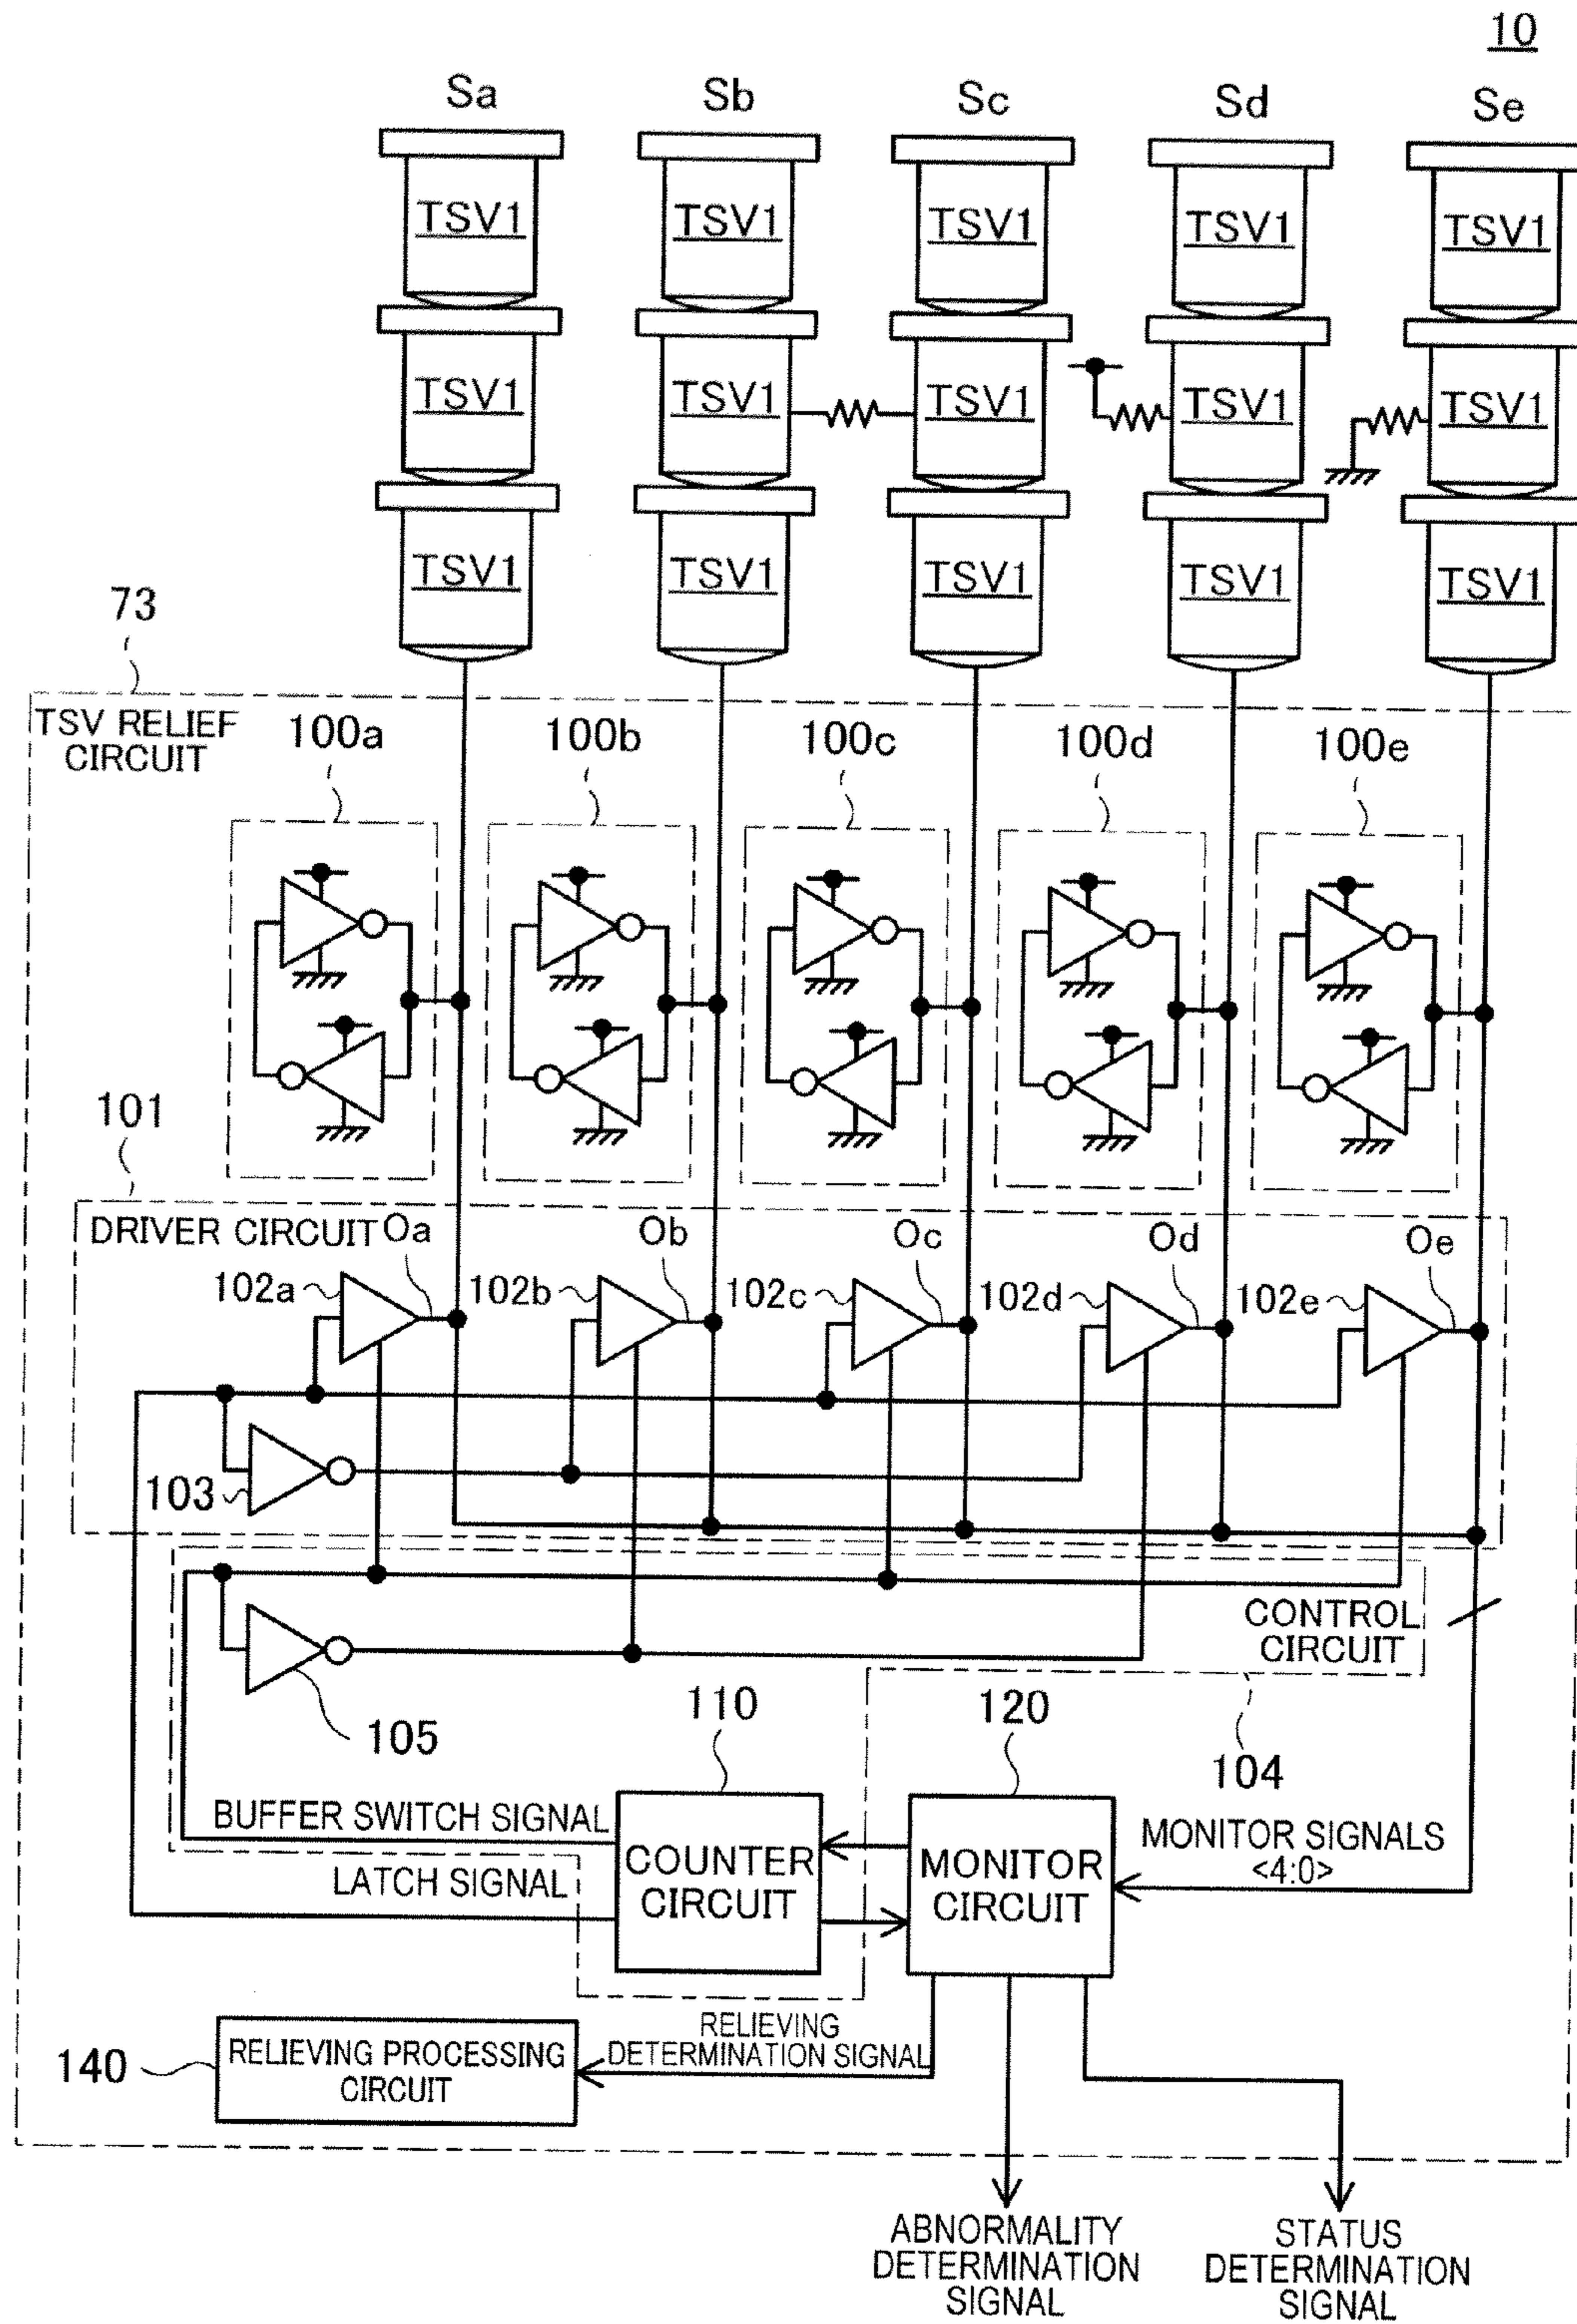 10
Sa Sb Sc Sd Se
TSV1 TSV1 TSV1 TSV1 TSV1
TSV1 TSV1 TSV1 TSV1 TSV1
TSV1 TSV1 TSV1 TSV1 TSV1
73
TSV RELIEF
CIRCUIT
100a 100b 100c 100d 100e
101
DRIVER CIRCUIT
Oa Ob Oc Od Oe
102a 102b 102c 102d 102e
103
CONTROL
CIRCUIT
105
110
120
104
BUFFER SWITCH SIGNAL
LATCH SIGNAL
COUNTER
CIRCUIT
MONITOR
CIRCUIT
MONITOR SIGNALS
<4:0>
RELIEVING
DETERMINATION SIGNAL
140
RELIEVING PROCESSING
CIRCUIT
ABNORMALITY
DETERMINATION
SIGNAL
STATUS
DETERMINATION
SIGNAL